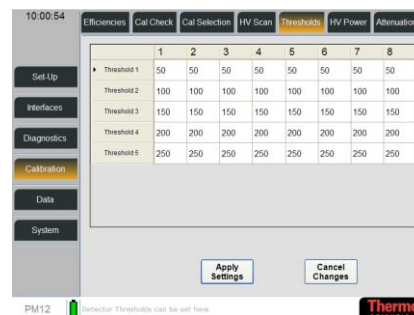 10:00:54
Efficiencies Cal Check Cal Selection HV Scan Thresholds HV Power Attenuation
1 2 3 4 5 6 7 8
Threshold 1 50 50 50 50 50 50 50 50
Threshold 2 100 100 100 100 100 100 100 100
Threshold 3 150 150 150 150 150 150 150 150
Threshold 4 200 200 200 200 200 200 200 200
Threshold 5 250 250 250 250 250 250 250 250
Set-Up
Interfaces
Diagnostics
Calibration
Data
System
Apply Settings
Cancel Changes
PM12 Detector Thresholds can be set here Thermo